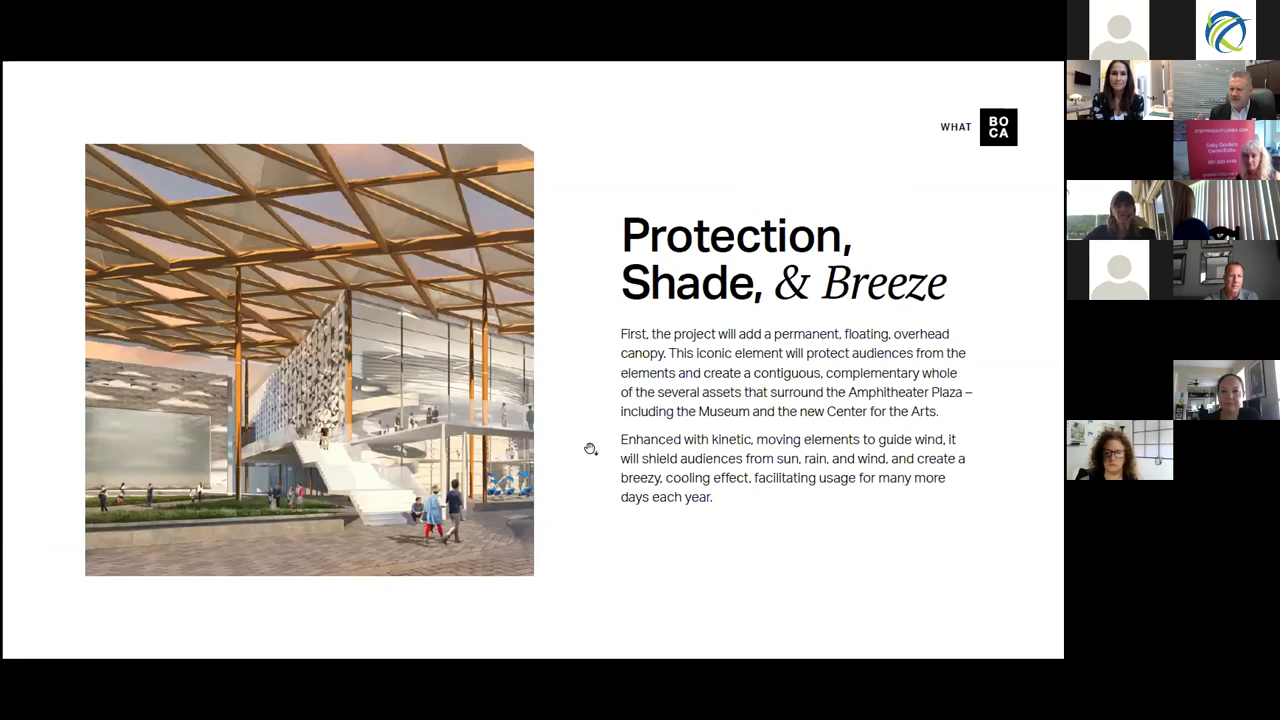 WHAT
BO
CA
Protection,
Shade, & Breeze
First, the project will add a permanent, floating, overhead
canopy. This iconic element will protect audiences from the
elements and create a contiguous, complementary whole
of the several assets that surround the Amphitheater Plaza –
including the Museum and the new Center for the Arts.
Enhanced with kinetic, moving elements to guide wind, it
will shield audiences from sun, rain, and wind, and create a
breezy, cooling effect, facilitating usage for many more
days each year.